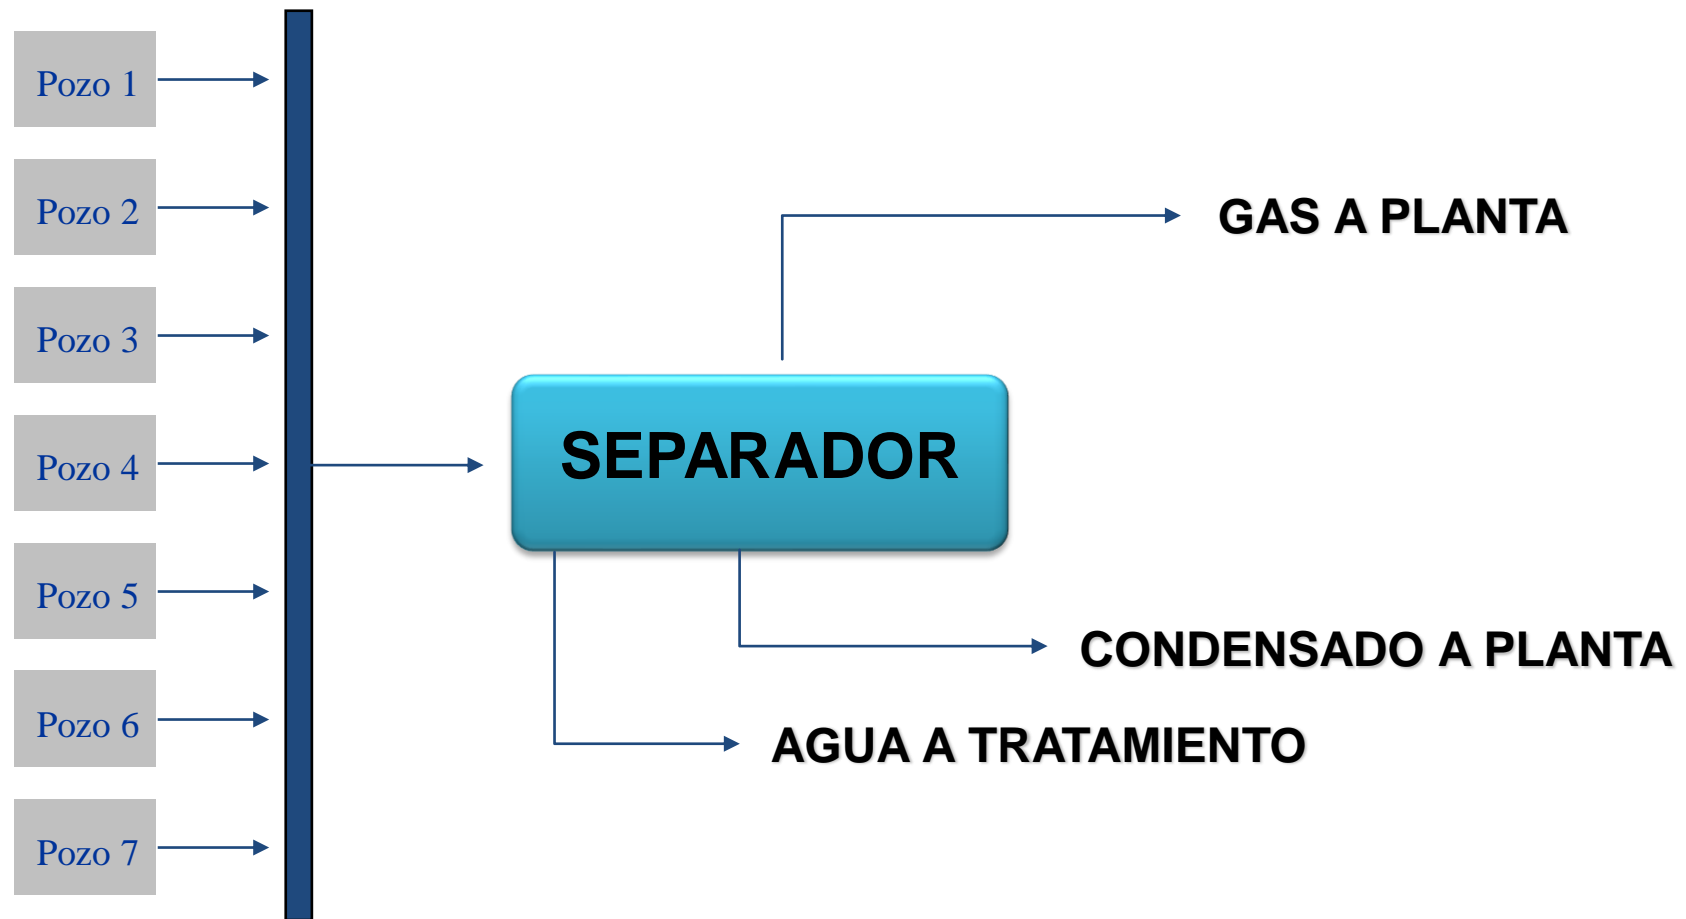 Pozo 1
Pozo 2
Pozo 3
Pozo 4
Pozo 5
Pozo 6
Pozo 7
SEPARADOR
GAS A PLANTA
CONDENSADO A PLANTA
AGUA A TRATAMIENTO